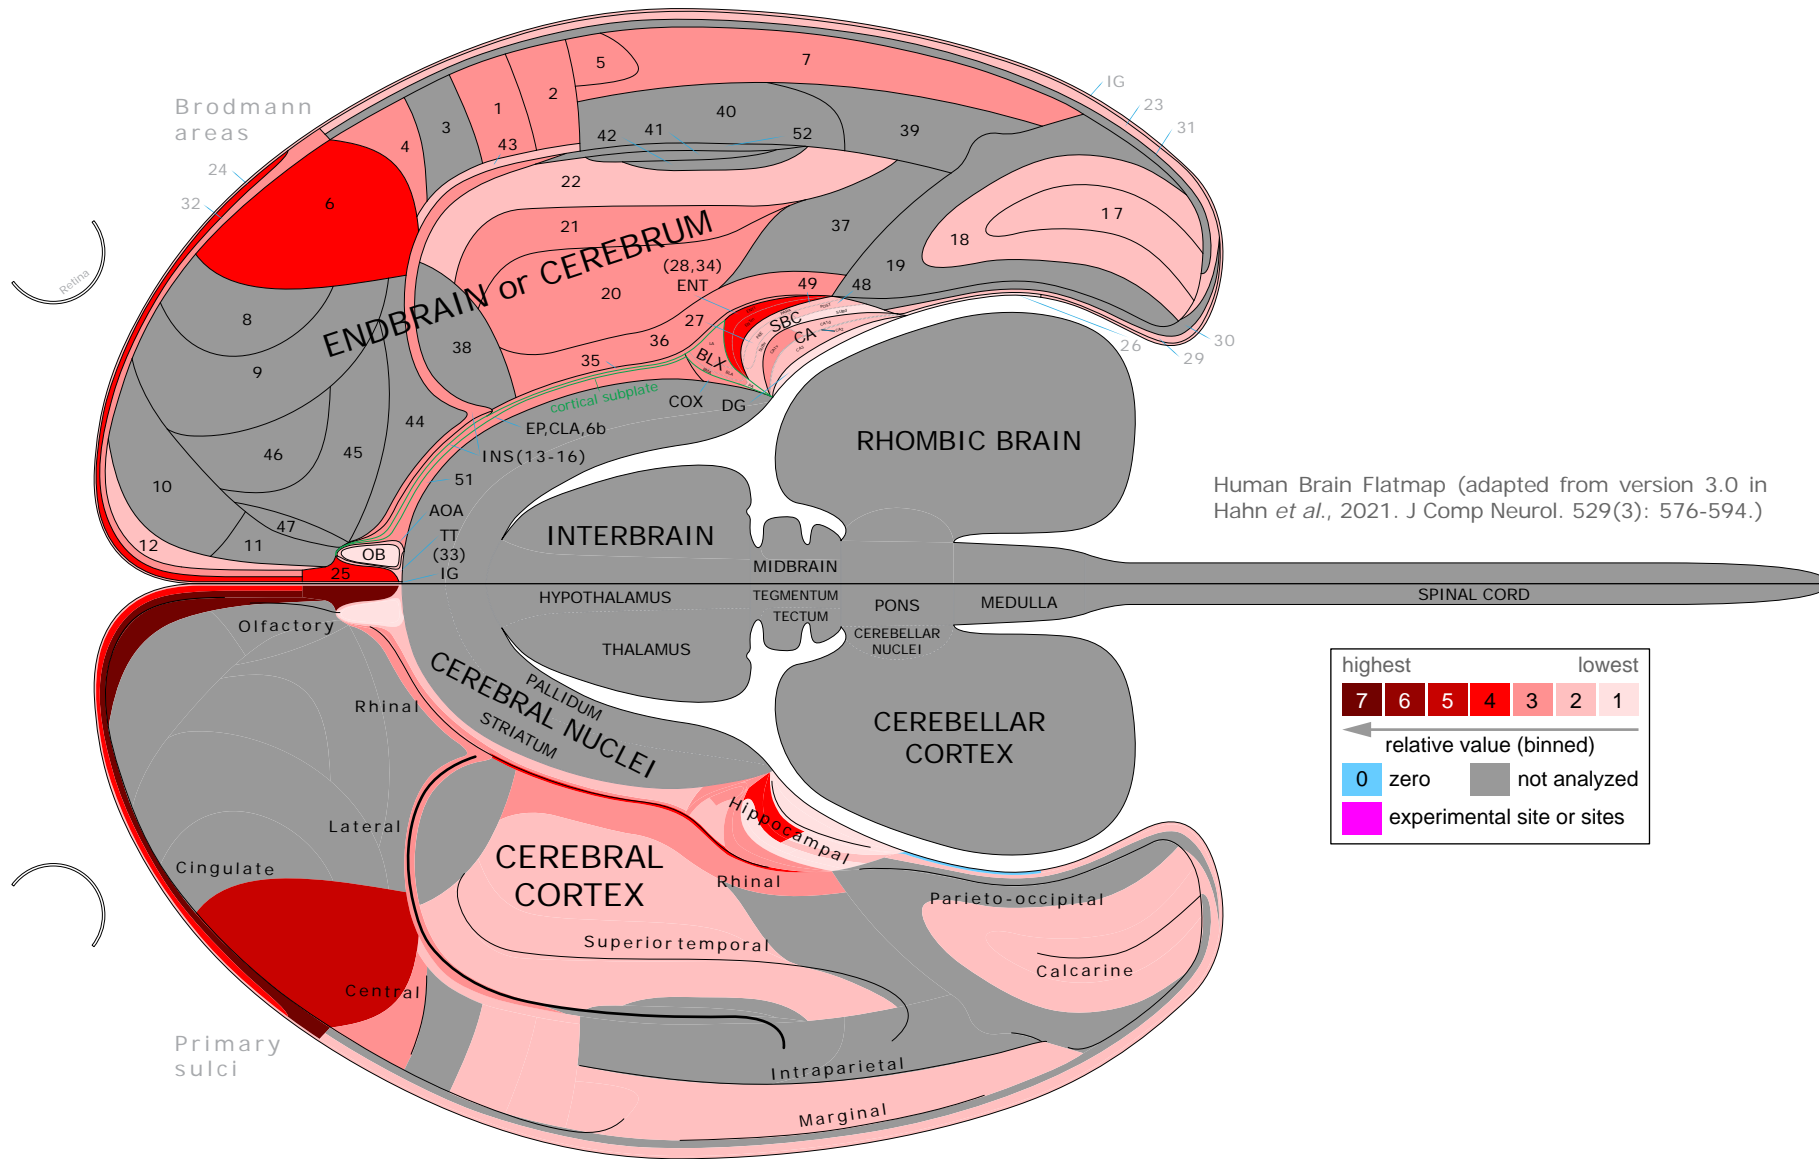 Brodmann
areas
24
32
Retina
5
7
1
2
3
4
43
6
40
42
41
52
39
IG
23
31
22
21
20
37
17
18
19
ENDBRAIN or CEREBRUM
(28,34)
ENT
49
48
SBC
27
CA
36
BLX
35
38
8
9
cortical subplate
COX
DG
26
29
30
44
EP,CLA,6b
46
45
INS(13-16)
10
51
47
AOA
12
11
OB
TT
(33)
25
IG
RHOMBIC BRAIN
INTERBRAIN
MIDBRAIN
Human Brain Flatmap (adapted from version 3.0 in
Hahn et al., 2021. J Comp Neurol. 529(3): 576-594.)
HYPOTHALAMUS
TEGMENTUM
TECTUM
PONS
MEDULLA
SPINAL CORD
CEREBELLAR
NUCLEI
THALAMUS
Olfactory
CEREBRAL NUCLEI
PALLIDUM
STRIATUM
Rhinal
CEREBELLAR
CORTEX
Lateral
Cingulate
CEREBRAL
CORTEX
Hippocampal
Rhinal
Parieto-occipital
Superior temporal
Calcarine
Central
Primary
sulci
Intraparietal
Marginal
highest lowest
7 6 5 4 3 2 1
relative value (binned)
0 zero not analyzed
experimental site or sites